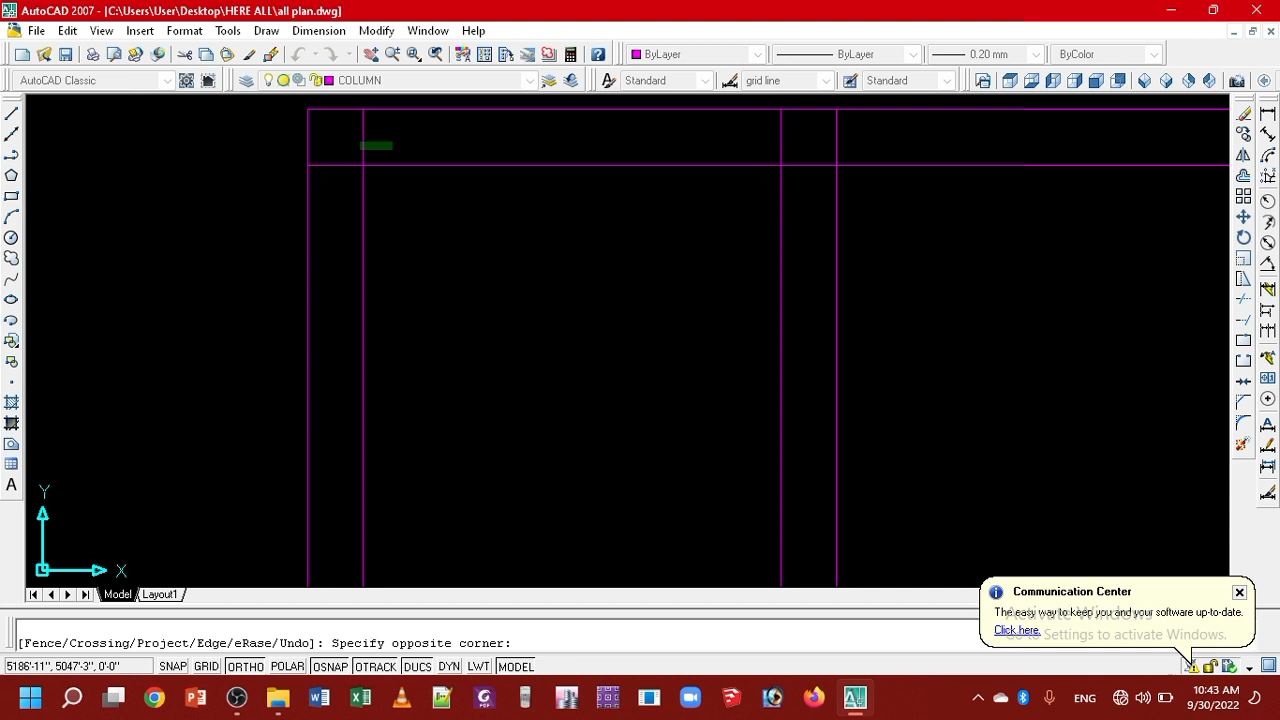 AutoCAD 2007 - [C:\Users\User\Desktop\HERE ALL\all plan.dwg]
File Edit View Insert Format Tools Draw Dimension Modify Window Help
ByLayer ByLayer 0.20 mm ByColor
AutoCAD Classic COLUMN Standard grid line Standard
A
A
Y
X
Model Layout1
Communication Center
The easy way to keep you and your software up-to-date.
Click here.
Activate Windows
Go to Settings to activate Windows.
[Fence/Crossing/Project/Edge/eRase/Undo]: Specify opposite corner:
5186'-11", 5047'-3", 0'-0" SNAP GRID ORTHO POLAR OSNAP OTRACK DUCS DYN LWT MODEL
ENG 10:43 AM
9/30/2022